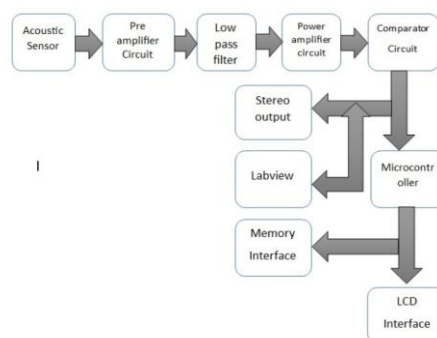 Acoustic
Sensor
Pre
amplifier
Circuit
Low
pass
filter
Power
amplifier
circuit
Comparator
Circuit
Stereo
output
Labview
Microcontr
oller
Memory
Interface
LCD
Interface
I